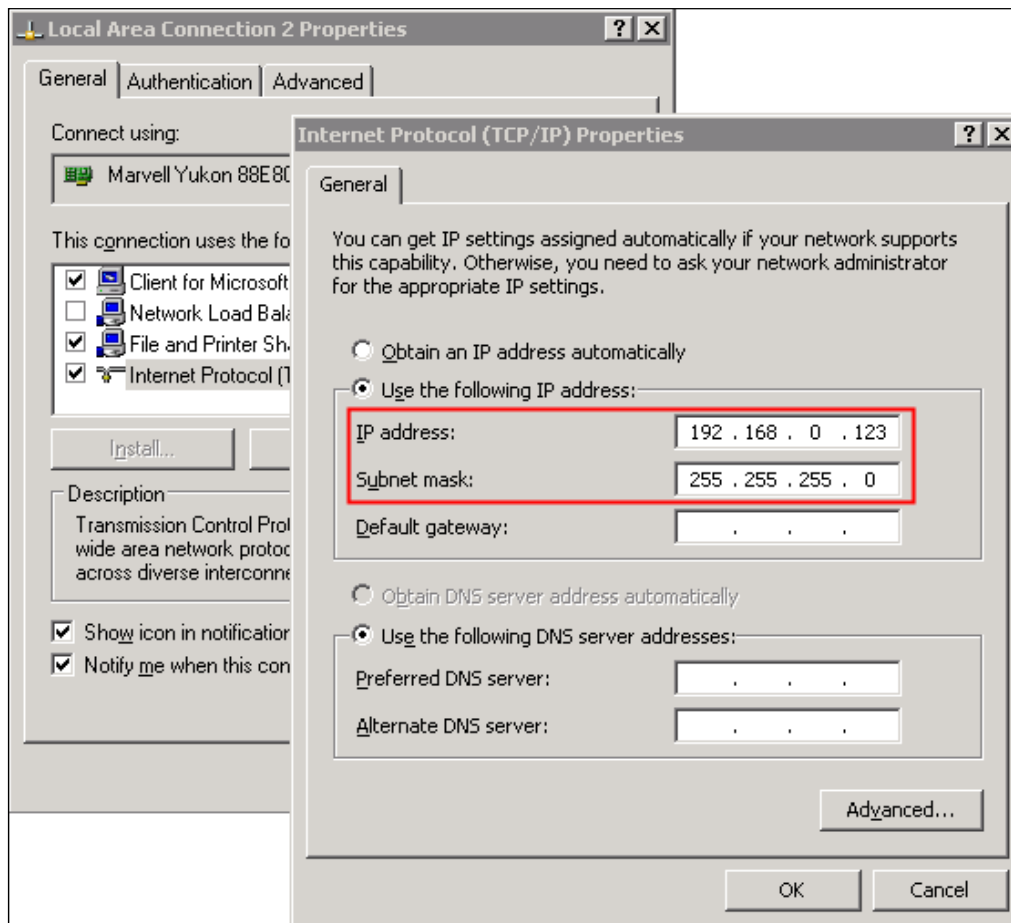 Local Area Connection 2 Properties
General Authentication Advanced
Connect using:
Marvell Yukon 88E80
This connection uses the fo
Client for Microsoft
Network Load Bala
File and Printer Sh
Internet Protocol (T
Install...
Description
Transmission Control Prot
wide area network protoc
across diverse interconne
Show icon in notification
Notify me when this con
Internet Protocol (TCP/IP) Properties
General
You can get IP settings assigned automatically if your network supports
this capability. Otherwise, you need to ask your network administrator
for the appropriate IP settings.
Obtain an IP address automatically
Use the following IP address:
IP address: 192 . 168 . 0 . 123
Subnet mask: 255 . 255 . 255 . 0
Default gateway: . . .
Obtain DNS server address automatically
Use the following DNS server addresses:
Preferred DNS server: . . .
Alternate DNS server: . . .
Advanced...
OK Cancel